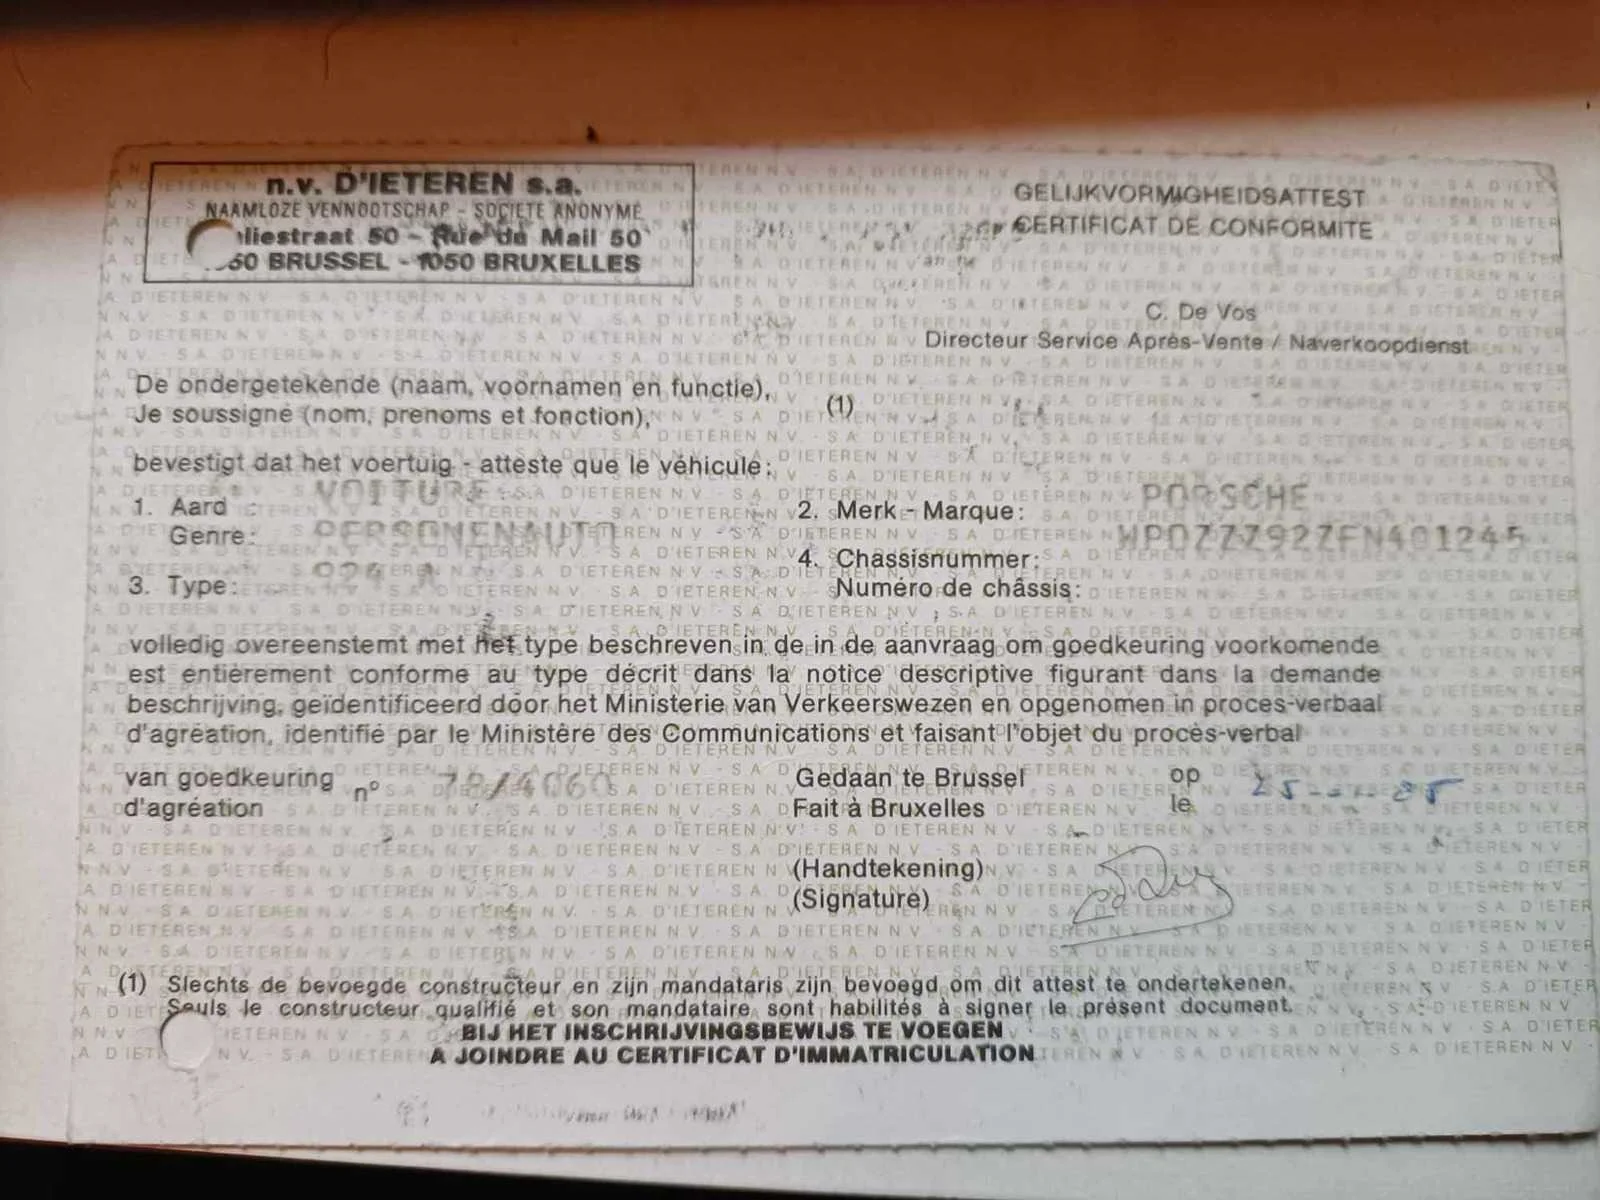 n.v. D'IETEREN s.a.
NAAMLOZE VENNOOTSCHAP - SOCIETE ANONYME
liestraat 50 - Rue du Mail 50
50 BRUSSEL - 1050 BRUXELLES
GELIJKVORMIGHEIDSATTEST
CERTIFICAT DE CONFORMITE
C. De Vos
Directeur Service Après-Vente / Naverkoopdienst
De ondergetekende (naam, voornamen en functie),
Je soussigné (nom, prenoms et fonction),
(1)
bevestigt dat het voertuig - atteste que le véhicule:
1. Aard : VOITURE
Genre: PERSONENAUTO
2. Merk - Marque: PORSCHE
3. Type: 924 A
4. Chassisnummer: WP0ZZZ92ZFN401245
Numéro de châssis:
volledig overeenstemt met het type beschreven in de in de aanvraag om goedkeuring voorkomende
est entièrement conforme au type décrit dans la notice descriptive figurant dans la demande
beschrijving, geïdentificeerd door het Ministerie van Verkeerswezen en opgenomen in proces-verbaal
d'agréation, identifié par le Ministère des Communications et faisant l'objet du procès-verbal
van goedkeuring
d'agréation
n° 78/4060
Gedaan te Brussel
Fait à Bruxelles
op
le
(Handtekening)
(Signature)
(1) Slechts de bevoegde constructeur en zijn mandataris zijn bevoegd om dit attest te ondertekenen.
Seuls le constructeur qualifié et son mandataire sont habilités à signer le présent document.
BIJ HET INSCHRIJVINGSBEWIJS TE VOEGEN
A JOINDRE AU CERTIFICAT D'IMMATRICULATION